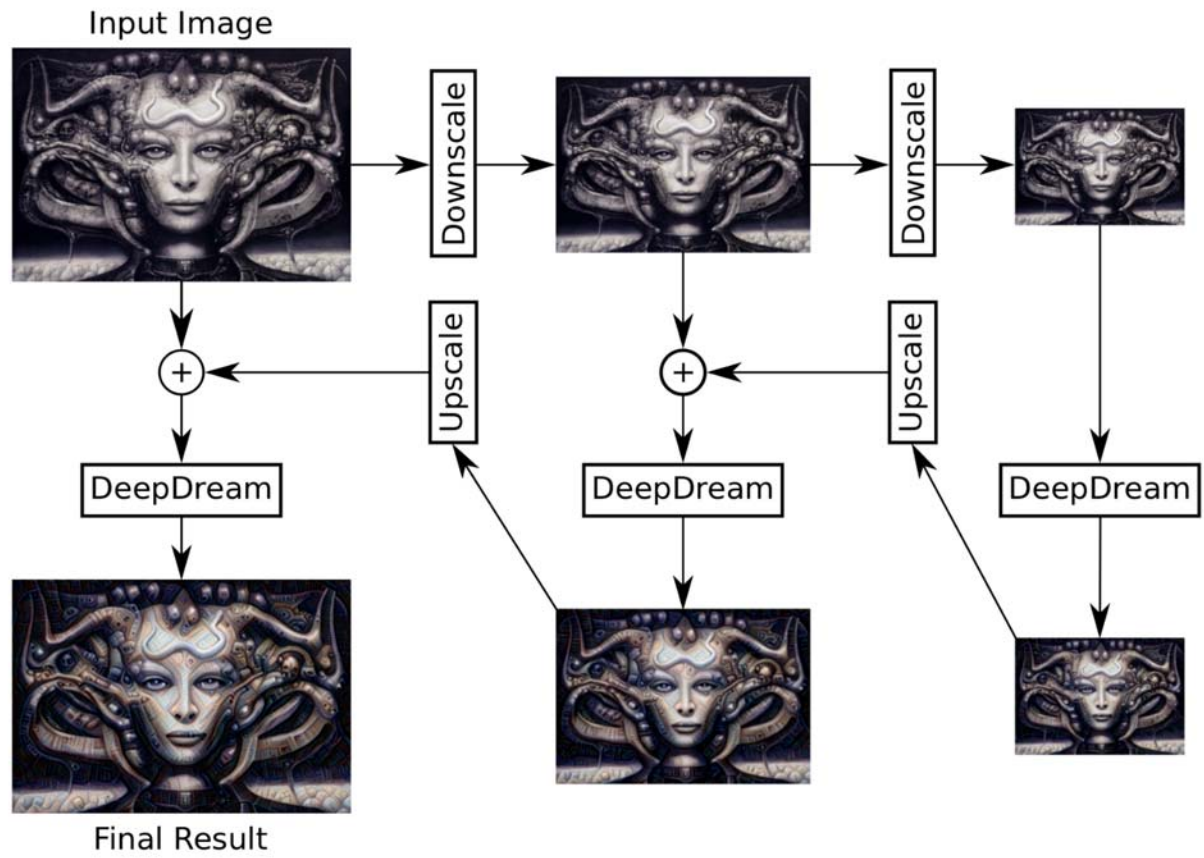 Input Image
Downscale
Downscale
Upscale
Upscale
+
+
DeepDream
DeepDream
DeepDream
Final Result